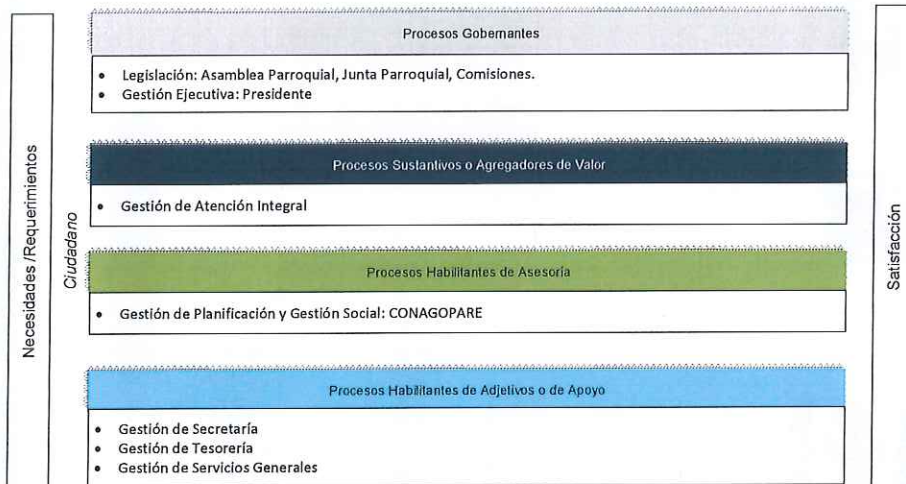 Necesidades /Requerimientos
Ciudadano
Procesos Gobernantes
• Legislación: Asamblea Parroquial, Junta Parroquial, Comisiones.
• Gestión Ejecutiva: Presidente
Procesos Sustantivos o Agregadores de Valor
• Gestión de Atención Integral
Procesos Habilitantes de Asesoría
• Gestión de Planificación y Gestión Social: CONAGOPARE
Procesos Habilitantes de Adjetivos o de Apoyo
• Gestión de Secretaría
• Gestión de Tesorería
• Gestión de Servicios Generales
Satisfacción